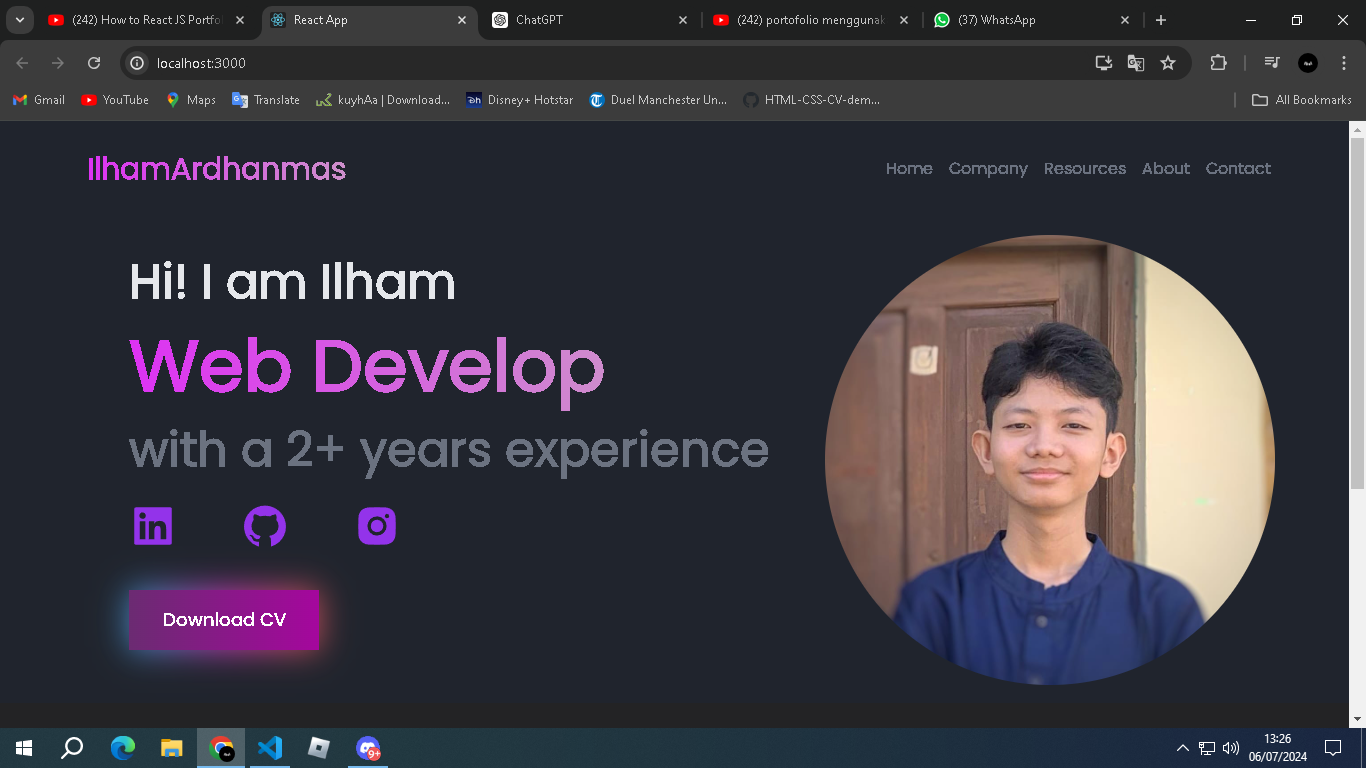 (242) How to React JS Portfol
React App
ChatGPT
(242) portofolio menggunak
(37) WhatsApp
localhost:3000
Gmail
YouTube
Maps
Translate
kuyhAa | Download...
Disney+ Hotstar
Duel Manchester Un...
HTML-CSS-CV-dem...
All Bookmarks
IlhamArdhanmas
Home Company Resources About Contact
Hi! I am Ilham
Web Develop
with a 2+ years experience
Download CV
9+
13:26
06/07/2024